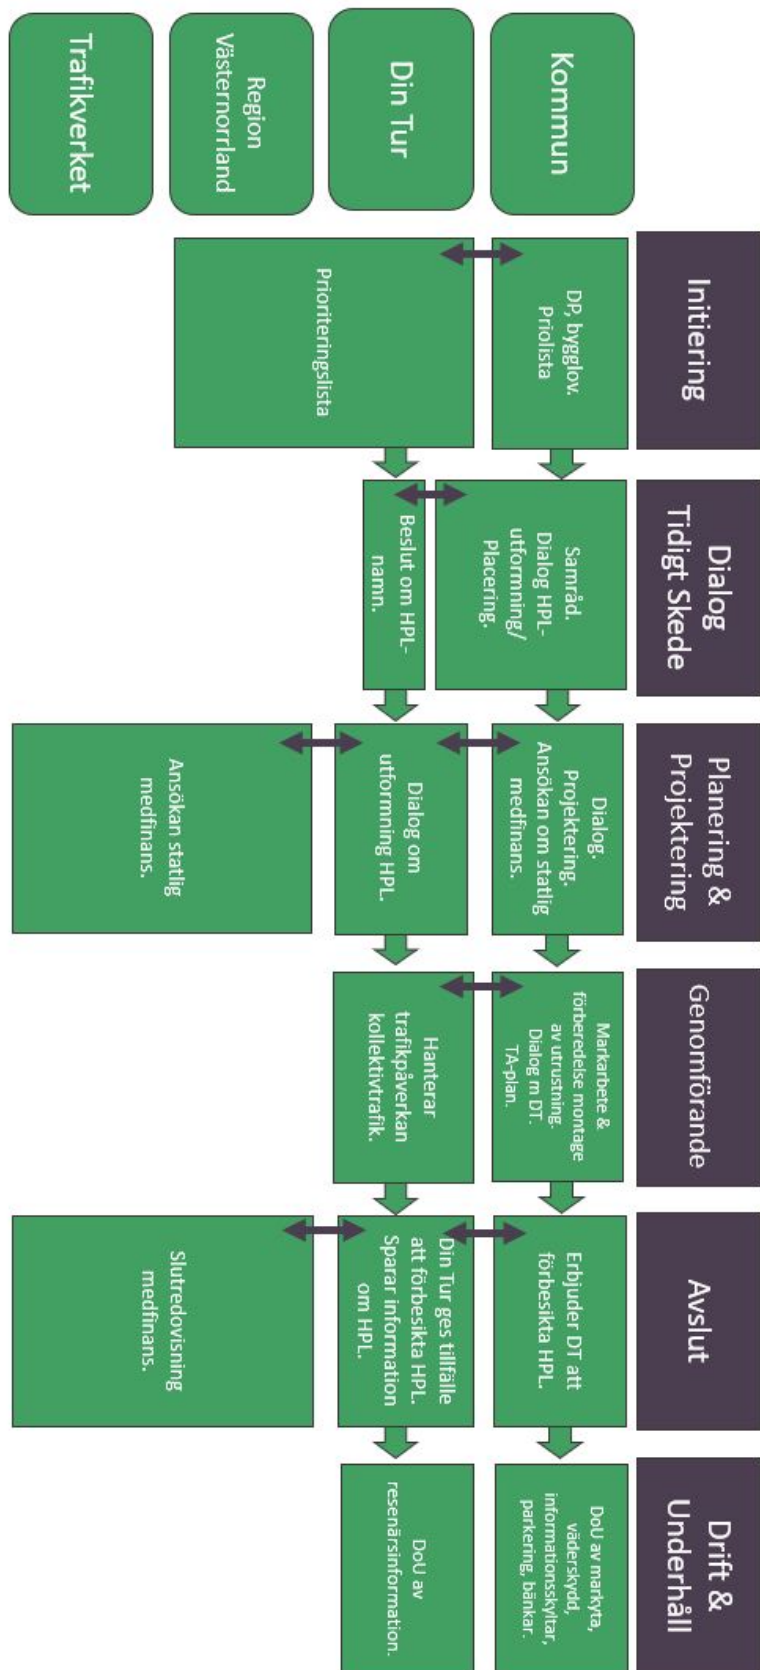 Initiering
Dialog
Tidigt Skede
Planering &
Projektering
Genomförande
Avslut
Drift &
Underhåll
Kommun
DP, bygglov.
Priolista
Samråd.
Dialog HPL-
utformning/
Placering.
Dialog.
Projektering.
Ansökan om statlig
medfinans.
Markarbete &
förberedelse montage
av utrustning.
Dialog m DT.
TA-plan.
Erbjuder DT att
förbesikta HPL.
DoU av markyta,
väderskydd,
informationsskyltar,
parkering, bänkar.
Din Tur
Prioriteringslista
Beslut om HPL-
namn.
Dialog om
utformning HPL.
Hanterar
trafikpåverkan
kollektivtrafik.
Din Tur ges tillfälle
att förbesikta HPL.
Sparar information
om HPL.
DoU av
resenärsinformation.
Region
Västernorrland
Trafikverket
Ansökan statlig
medfinans.
Slutredovisning
medfinans.